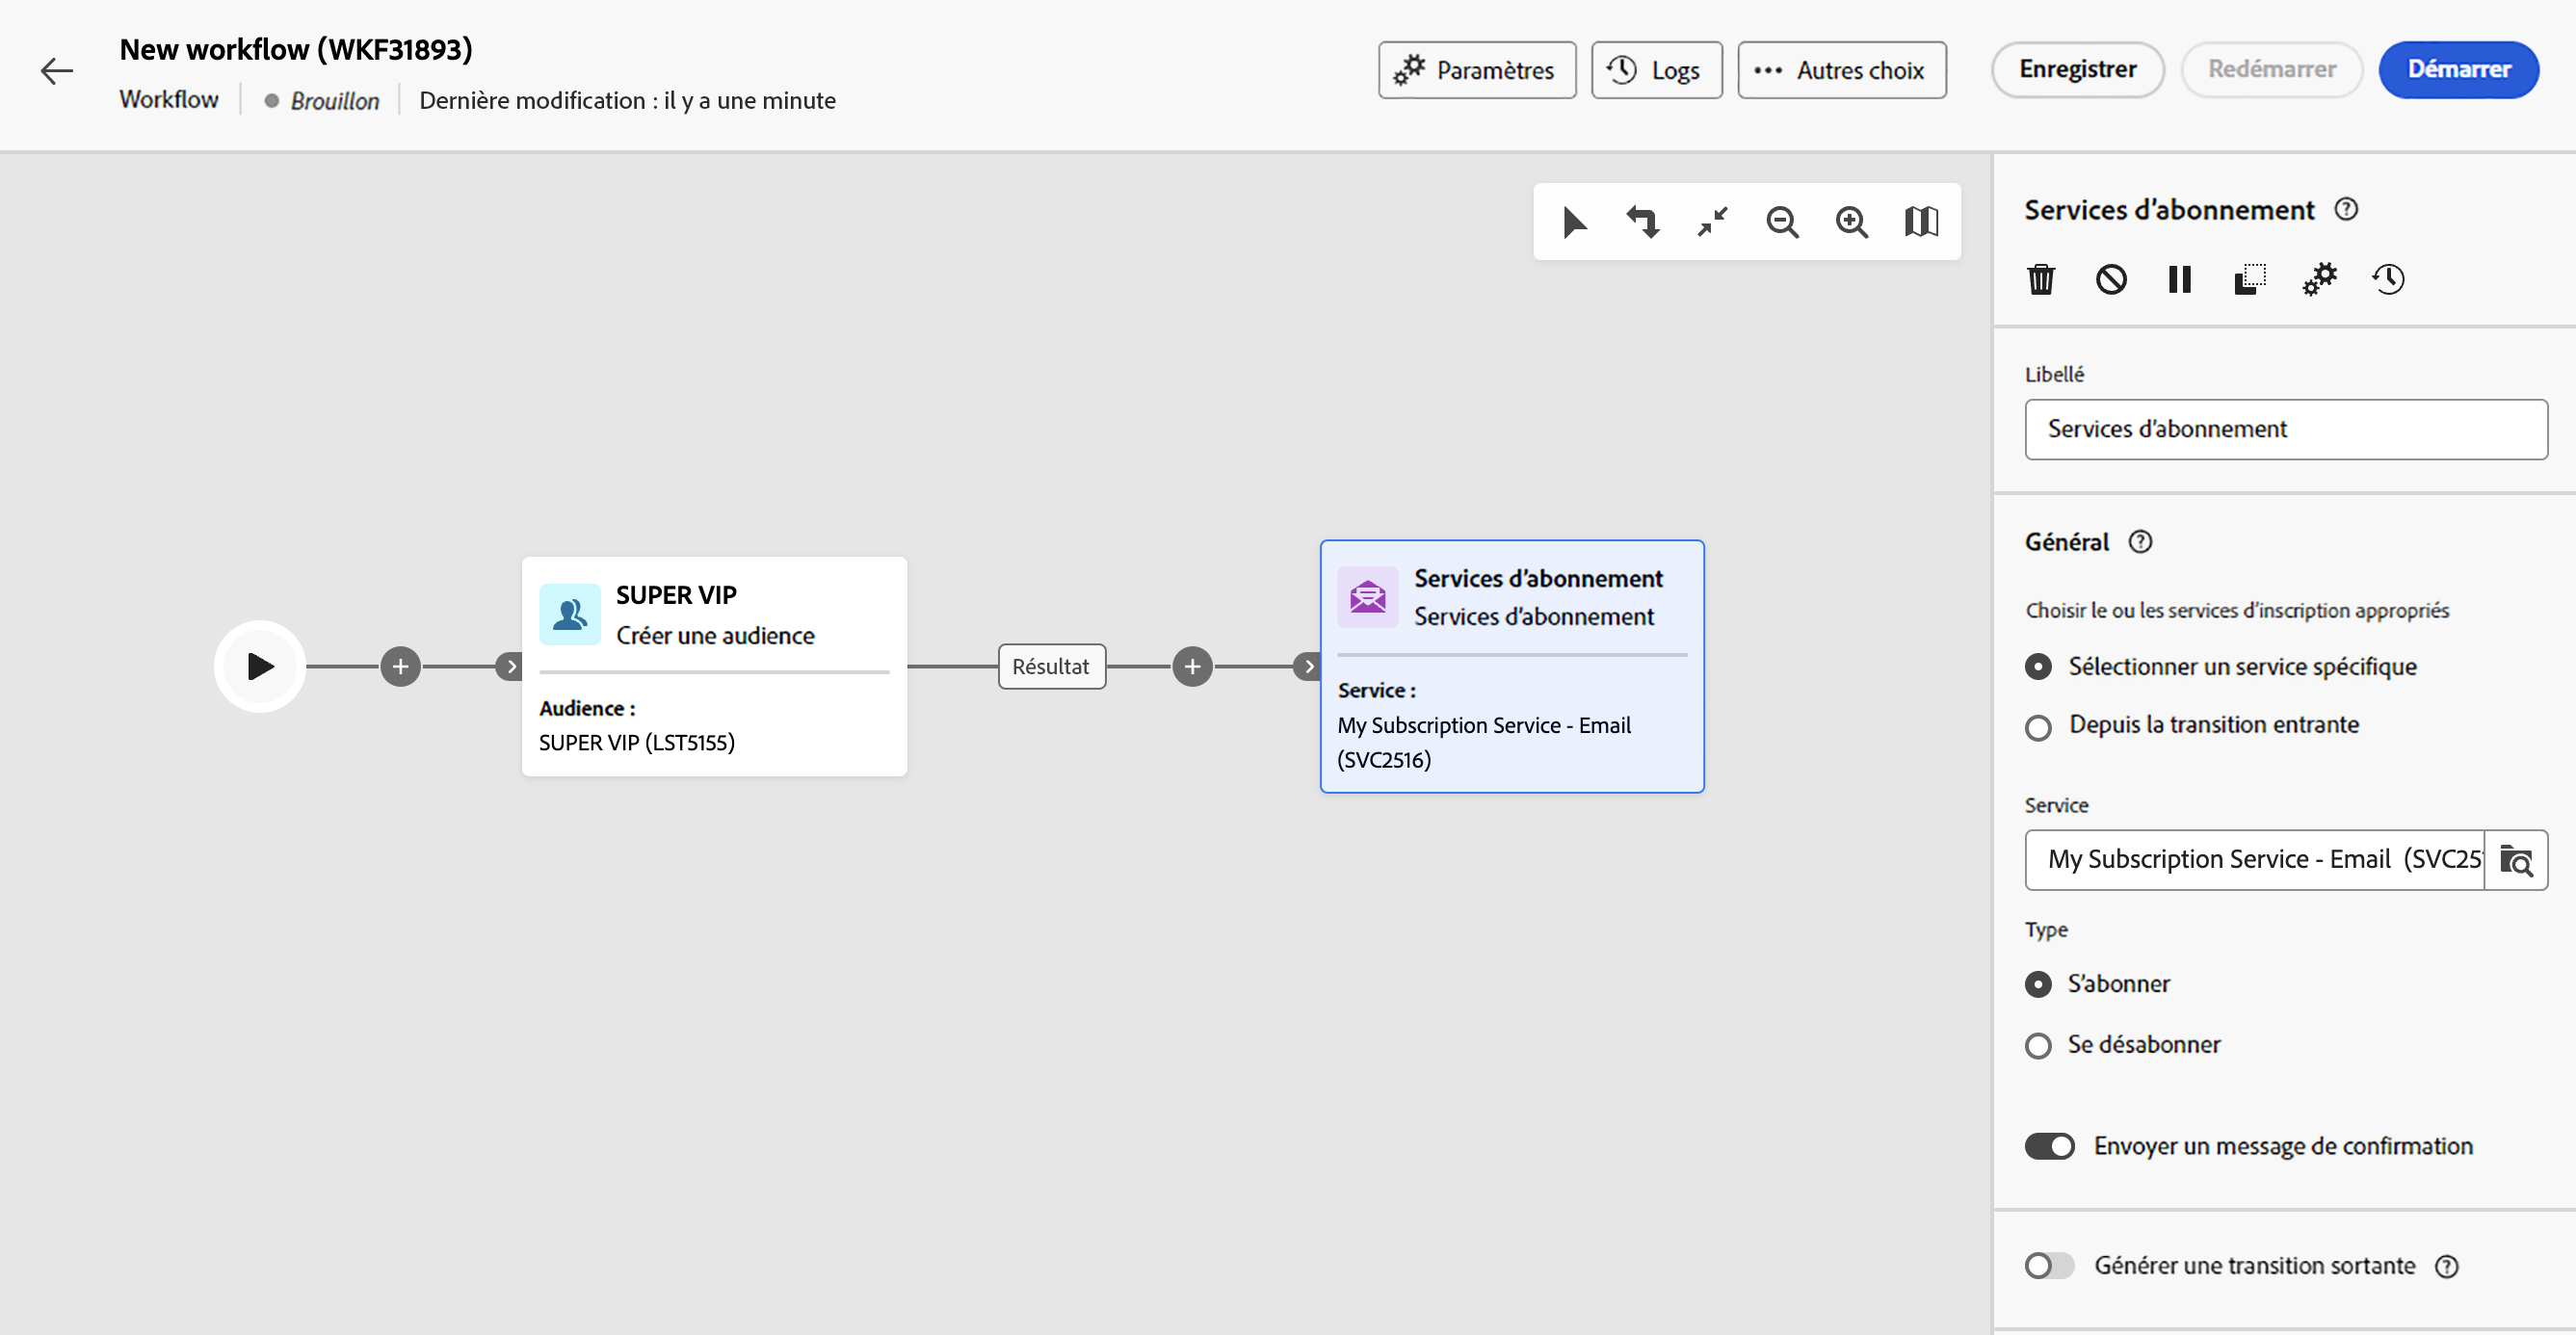 New workflow (WKF31893)
Workflow
Brouillon
Dernière modification : il y a une minute
Paramètres
Logs
Autres choix
Enregistrer
Redémarrer
Démarrer
SUPER VIP
Créer une audience
Audience :
SUPER VIP (LST5155)
Résultat
Services d’abonnement
Services d’abonnement
Service :
My Subscription Service - Email
(SVC2516)
Services d’abonnement
Libellé
Services d’abonnement
Général
Choisir le ou les services d’inscription appropriés
Sélectionner un service spécifique
Depuis la transition entrante
Service
My Subscription Service - Email (SVC25
Type
S’abonner
Se désabonner
Envoyer un message de confirmation
Générer une transition sortante